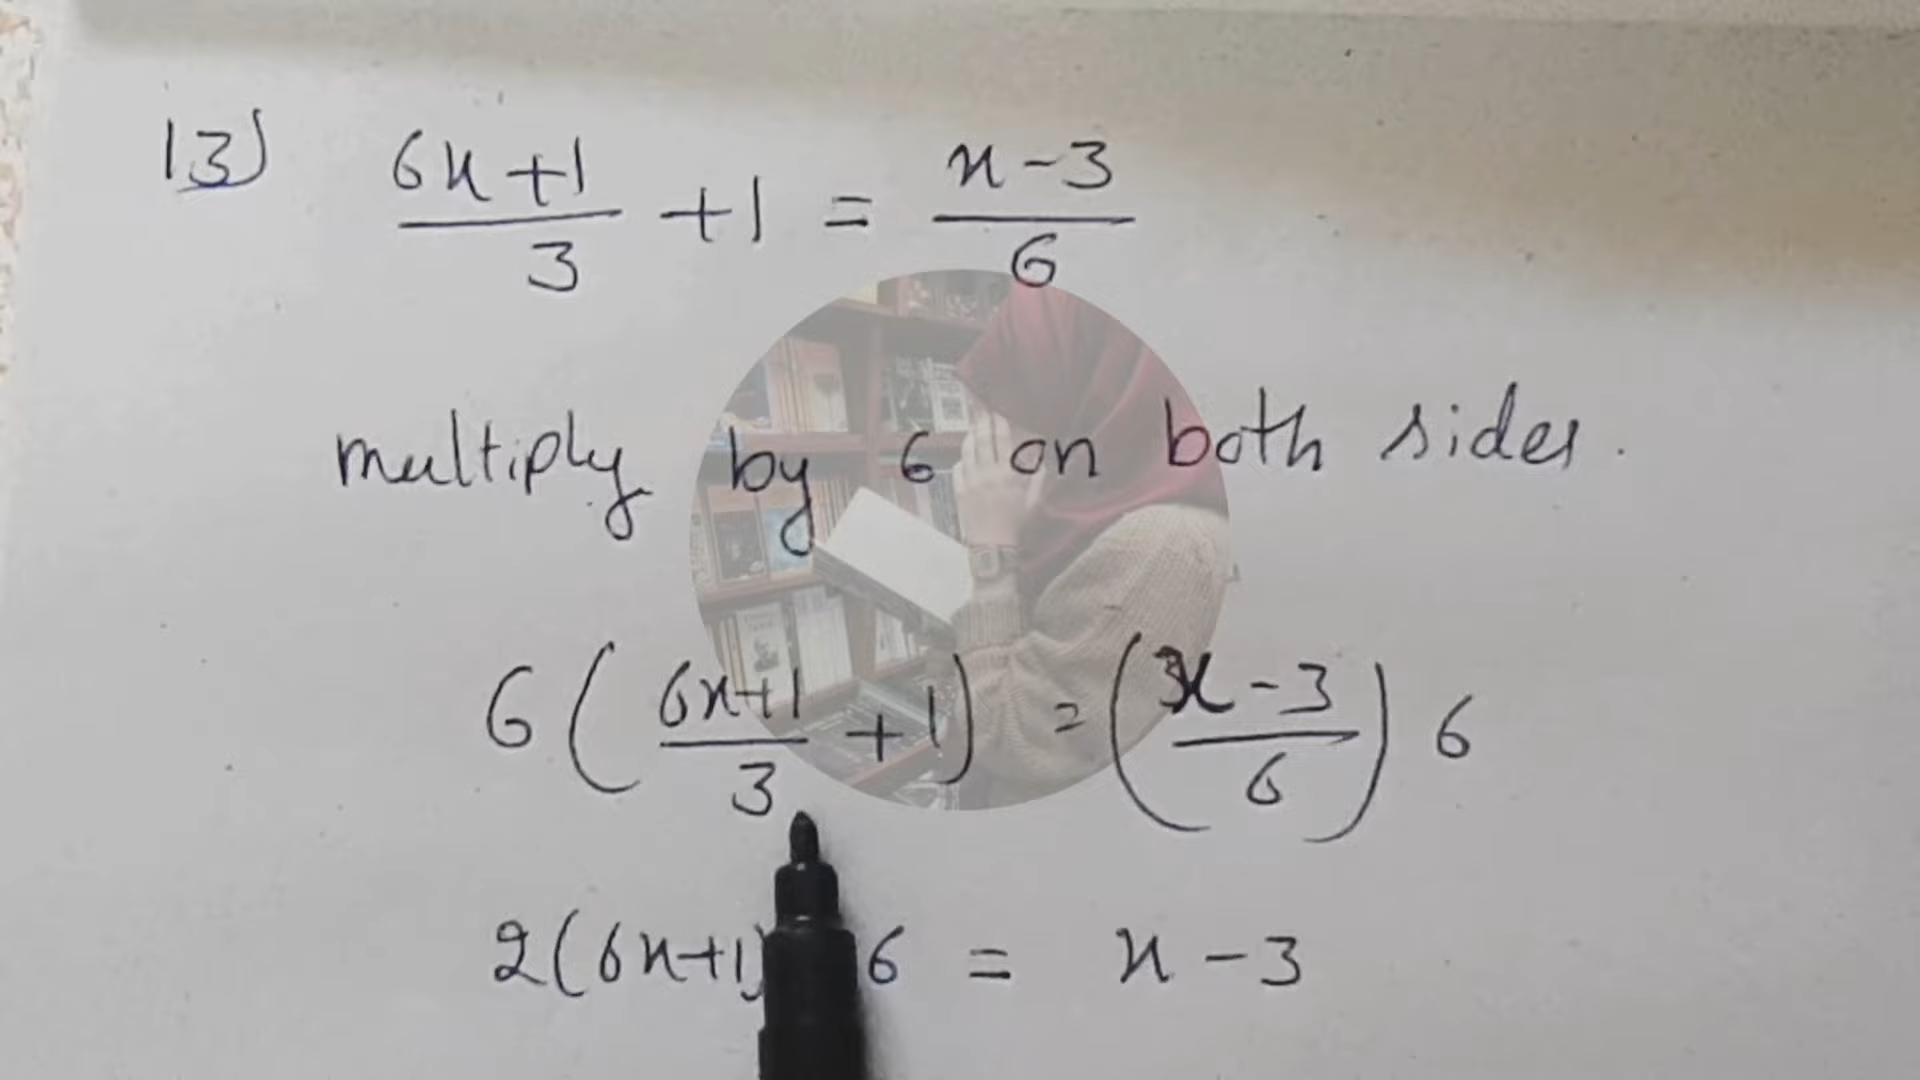 13) (6x+1)/3 + 1 = (x-3)/6
multiply by 6 on both sides.
6((6x+1)/3 + 1) = ((x-3)/6) 6
2(6x+1) 6 = x-3